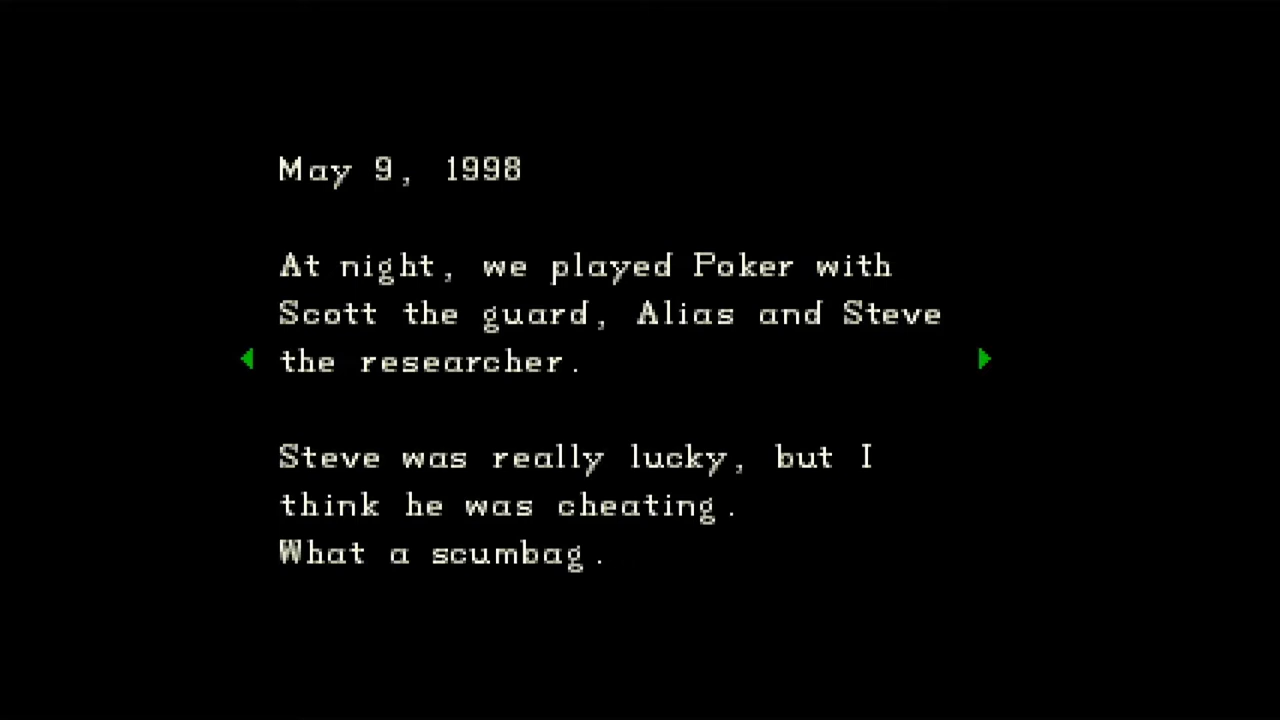 May 9, 1998
At night, we played Poker with
Scott the guard, Alias and Steve
the researcher.
Steve was really lucky, but I
think he was cheating.
What a scumbag.